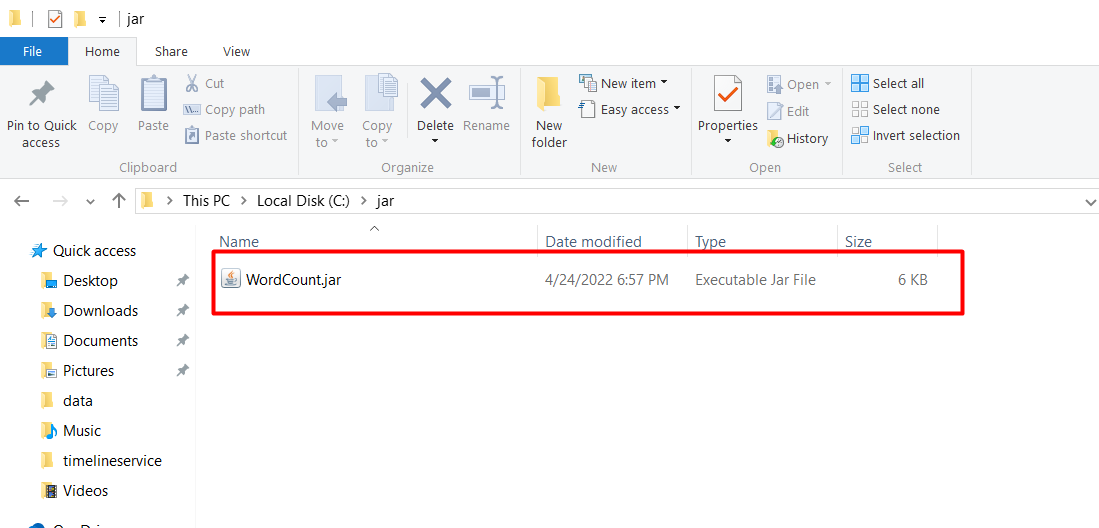 jar
File Home Share View
Pin to Quick access
Copy
Paste
Cut
Copy path
Paste shortcut
Clipboard
Move to
Copy to
Delete
Rename
Organize
New folder
New item
Easy access
New
Properties
Open
Edit
History
Open
Select all
Select none
Invert selection
Select
This PC Local Disk (C:) jar
Name Date modified Type Size
WordCount.jar 4/24/2022 6:57 PM Executable Jar File 6 KB
Quick access
Desktop
Downloads
Documents
Pictures
data
Music
timelineservice
Videos